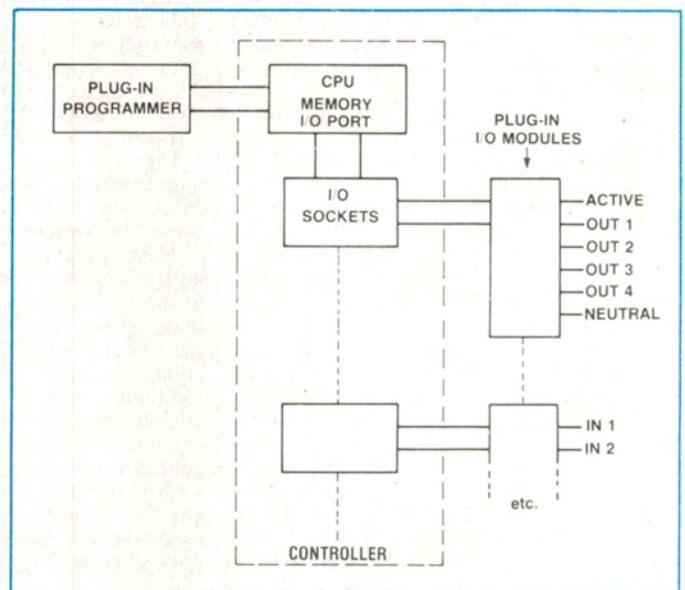 PLUG-IN
PROGRAMMER
CPU
MEMORY
I/O PORT
PLUG-IN
I/O MODULES
I/O
SOCKETS
ACTIVE
OUT 1
OUT 2
OUT 3
OUT 4
NEUTRAL
IN 1
IN 2
etc.
CONTROLLER